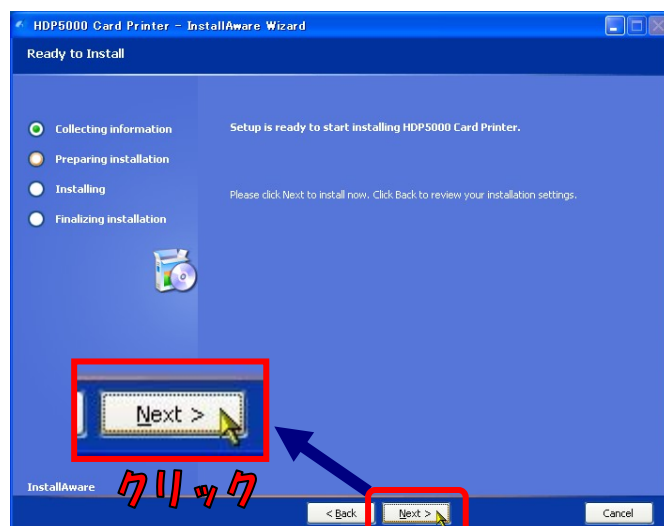 HDP5000 Card Printer - InstallAware Wizard
Ready to Install
Collecting information
Setup is ready to start installing HDP5000 Card Printer.
Preparing installation
Installing
Please click Next to install now. Click Back to review your installation settings.
Finalizing installation
Next >
クリック
InstallAware
< Back
Next >
Cancel